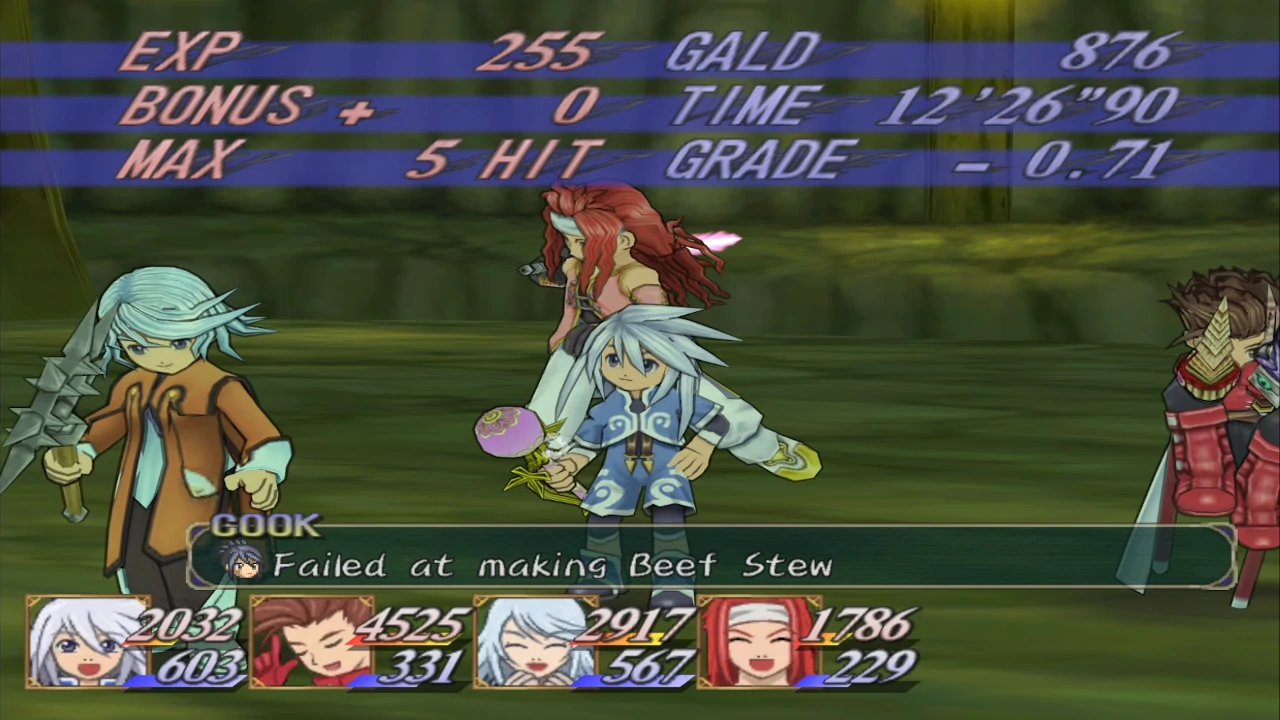 EXP 255 GALD 876
BONUS + 0 TIME 12'26"90
MAX 5 HIT GRADE - 0.71
COOK
Failed at making Beef Stew
2032 4525 2917 1786
603 331 567 229